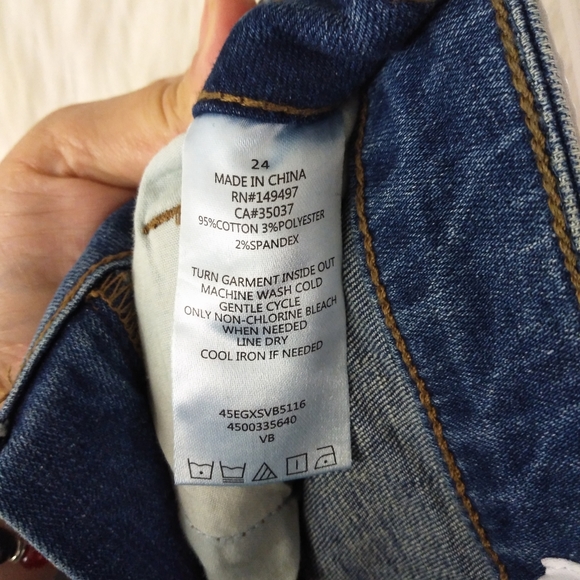 24
MADE IN CHINA
RN#149497
CA#35037
95%COTTON 3%POLYESTER
2%SPANDEX
TURN GARMENT INSIDE OUT
MACHINE WASH COLD
GENTLE CYCLE
ONLY NON-CHLORINE BLEACH
WHEN NEEDED
LINE DRY
COOL IRON IF NEEDED
45EGXSVB5116
4500335640
VB